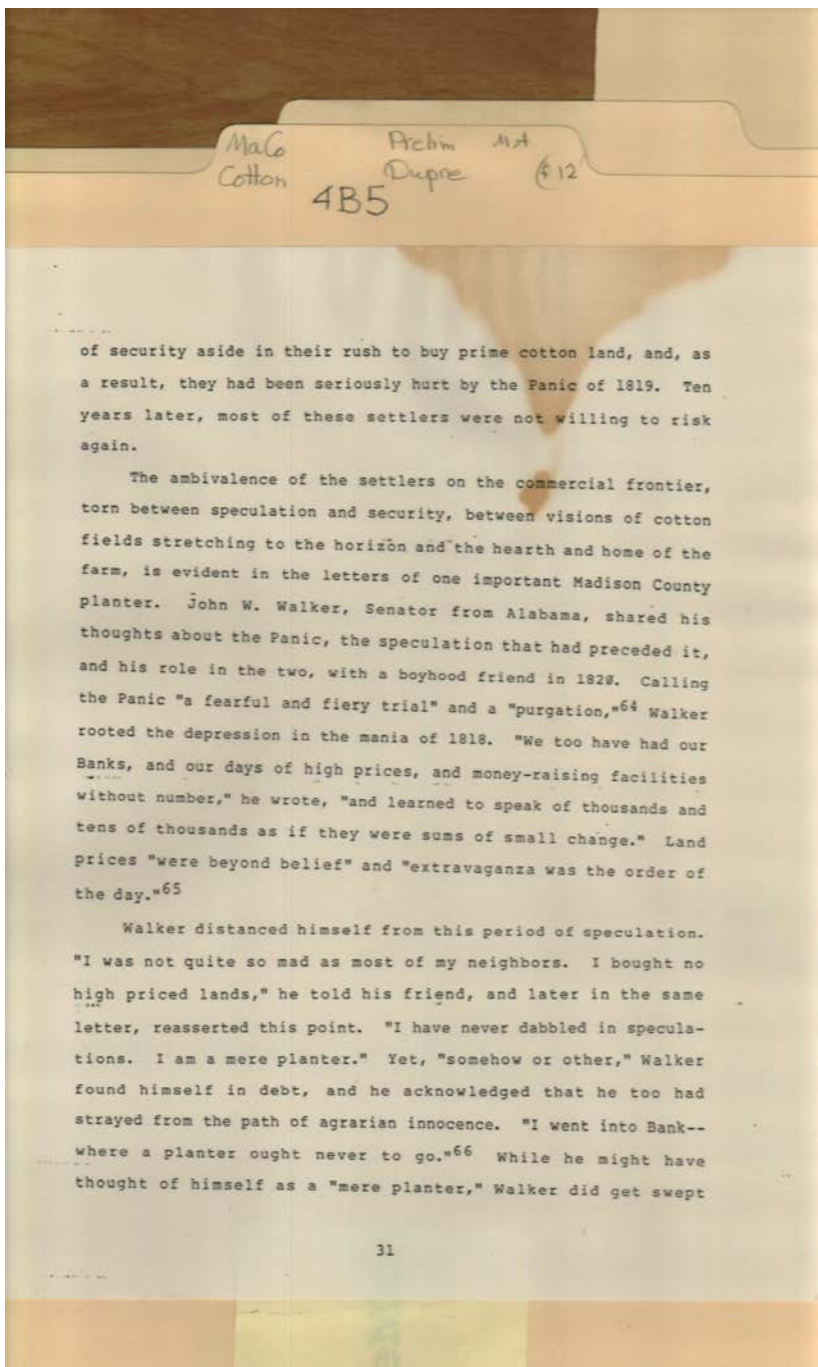 MaCo Prelim MA
Cotton Dupre
4B5
of security aside in their rush to buy prime cotton land, and, as
a result, they had been seriously hurt by the Panic of 1819. Ten
years later, most of these settlers were not willing to risk
again.
The ambivalence of the settlers on the commercial frontier,
torn between speculation and security, between visions of cotton
fields stretching to the horizon and the hearth and home of the
farm, is evident in the letters of one important Madison County
planter. John W. Walker, Senator from Alabama, shared his
thoughts about the Panic, the speculation that had preceded it,
and his role in the two, with a boyhood friend in 1820. Calling
the Panic "a fearful and fiery trial" and a "purgation,"64 Walker
rooted the depression in the mania of 1818. "We too have had our
Banks, and our days of high prices, and money-raising facilities
without number," he wrote, "and learned to speak of thousands and
tens of thousands as if they were sums of small change." Land
prices "were beyond belief" and "extravaganza was the order of
the day."65
Walker distanced himself from this period of speculation.
"I was not quite so mad as most of my neighbors. I bought no
high priced lands," he told his friend, and later in the same
letter, reasserted this point. "I have never dabbled in specula-
tions. I am a mere planter." Yet, "somehow or other," Walker
found himself in debt, and he acknowledged that he too had
strayed from the path of agrarian innocence. "I went into Bank--
where a planter ought never to go."66 While he might have
thought of himself as a "mere planter," Walker did get swept
31